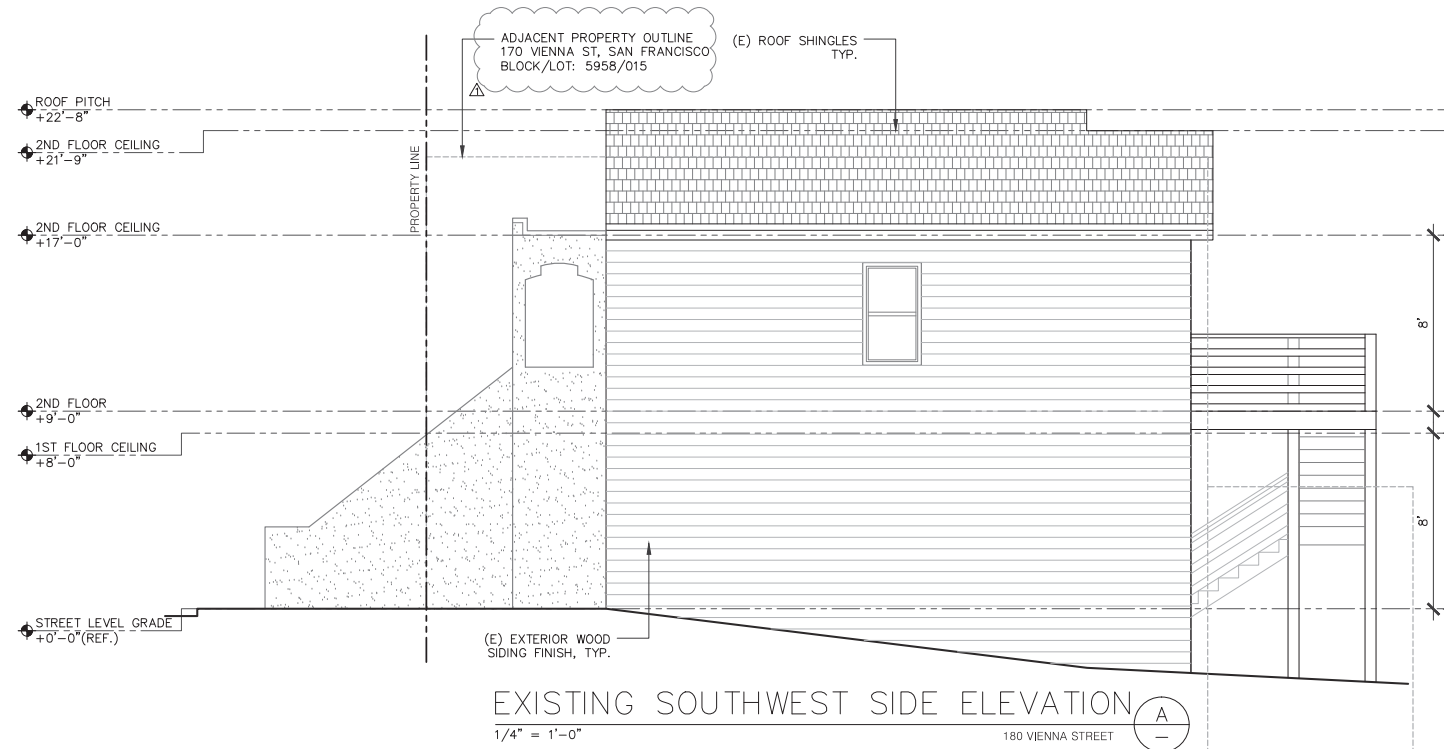 ADJACENT PROPERTY OUTLINE
170 VIENNA ST, SAN FRANCISCO
BLOCK/LOT: 5958/015
1
(E) ROOF SHINGLES
TYP.
ROOF PITCH
+22'-8"
2ND FLOOR CEILING
+21'-9"
PROPERTY LINE
2ND FLOOR CEILING
+17'-0"
8'
2ND FLOOR
+9'-0"
1ST FLOOR CEILING
+8'-0"
8'
STREET LEVEL GRADE
+0'-0"(REF.)
(E) EXTERIOR WOOD
SIDING FINISH, TYP.
EXISTING SOUTHWEST SIDE ELEVATION
A
–
1/4" = 1'-0"
180 VIENNA STREET